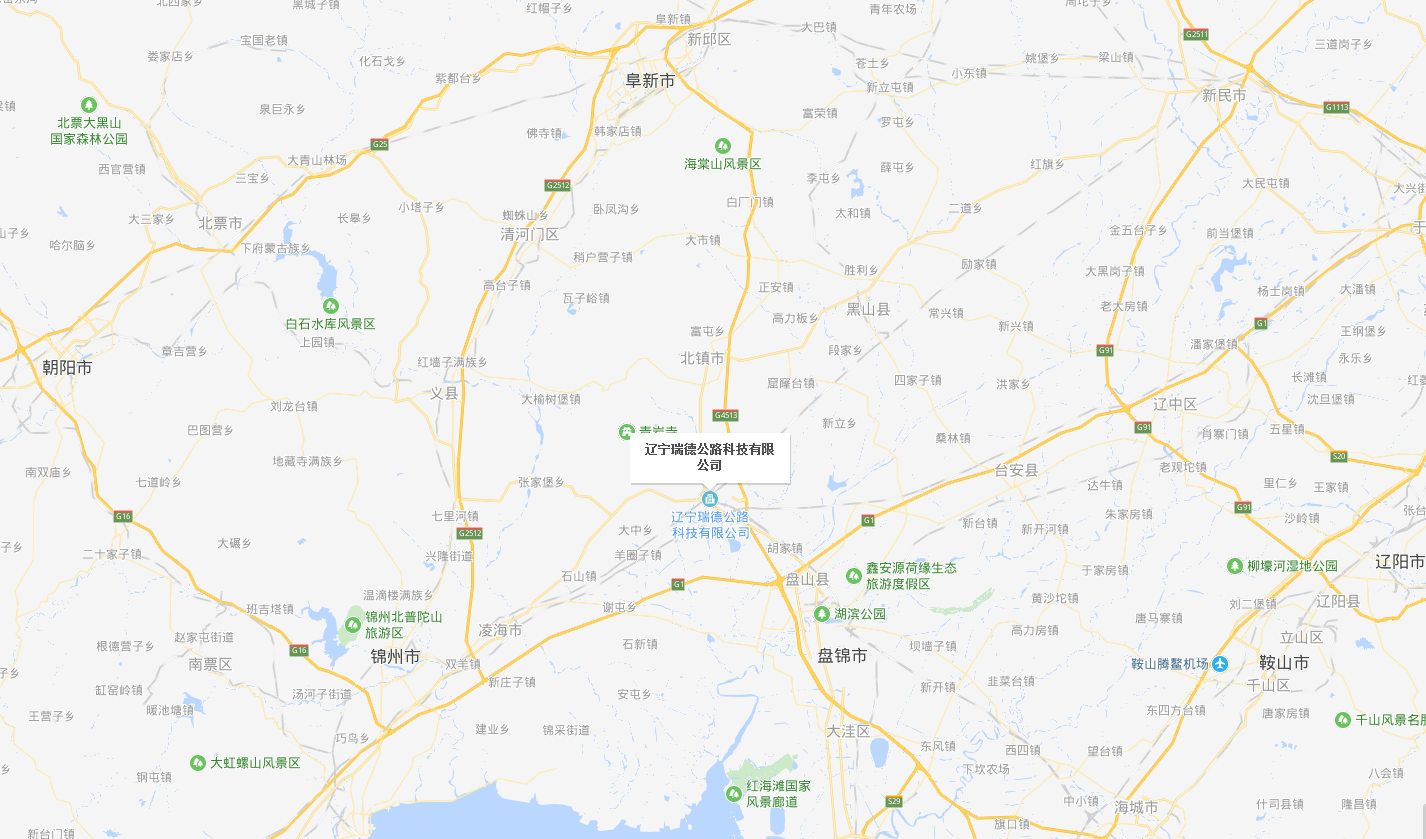 北四家乡
黑城子镇
红帽子乡
阜新镇
大巴镇
青年农场
周坨子乡
G2511
三道岗子乡
宝国老镇
新邱区
娄家店乡
化石戈乡
紫都台乡
阜新市
苍土乡
小东镇
姚堡乡
梁山镇
新立屯镇
新民市
G1113
泉巨永乡
北票大黑山
国家森林公园
佛寺镇
韩家店镇
富荣镇
罗屯乡
G25
大青山林场
海棠山风景区
西官营镇
三宝乡
G2512
李屯乡
薛屯乡
红旗乡
大民屯镇
白厂门镇
大三家乡
北票市
长皋乡
小塔子乡
蜘蛛山乡
卧凤沟乡
太和镇
二道乡
清河门区
哈尔脑乡
下府蒙古族乡
大市镇
金五台子乡
前当堡镇
稍户营子镇
胜利乡
励家镇
大黑岗子镇
高台子镇
正安镇
杨士岗镇
大潘镇
瓦子峪镇
白石水库风景区
上园镇
高力板乡
黑山县
常兴镇
老大房镇
新兴镇
G1
富屯乡
王纲堡乡
章吉营乡
红墙子满族乡
北镇市
段家乡
G91
潘家堡镇
永乐乡
朝阳市
义县
窟窿台镇
四家子镇
洪家乡
长滩镇
刘龙台镇
大榆树堡镇
辽中区
沈旦堡镇
G4513
巴图营乡
青岩寺
新立乡
G91
五星镇
肖寨门镇
桑林镇
辽宁瑞德公路科技有限
公司
地藏寺满族乡
南双庙乡
七道岭乡
张家堡乡
台安县
老观坨镇
S20
达牛镇
里仁乡
王家镇
辽宁瑞德公路
科技有限公司
G16
七里河镇
G2512
大中乡
G1
新台镇
新开河镇
朱家房镇
G91
沙岭镇
二十家子镇
大碾乡
兴隆街道
羊圈子镇
胡家镇
辽阳市
石山镇
G1
盘山县
鑫安源荷缘生态
旅游度假区
于家房镇
柳壕河湿地公园
温滴楼满族乡
班吉塔镇
谢屯乡
湖滨公园
黄沙坨镇
刘二堡镇
辽阳县
锦州北普陀山
旅游区
唐马寨镇
凌海市
高力房镇
赵家屯街道
根德营子乡
G16
石新镇
坝墙子镇
立山区
南票区
锦州市
双羊镇
盘锦市
鞍山腾鳌机场
鞍山市
千山区
缸窑岭镇
汤河子街道
新庄子镇
安屯乡
新开镇
韭菜台镇
王营子乡
暖池塘镇
东四方台镇
唐家房镇
千山风景名胜
巧鸟乡
建业乡
锦采街道
大洼区
东风镇
西四镇
望台镇
大虹螺山风景区
钢屯镇
下坎农场
八会镇
红海滩国家
风景廊道
S29
中小镇
海城市
什司县镇
隆昌镇
新台门镇
旗口镇